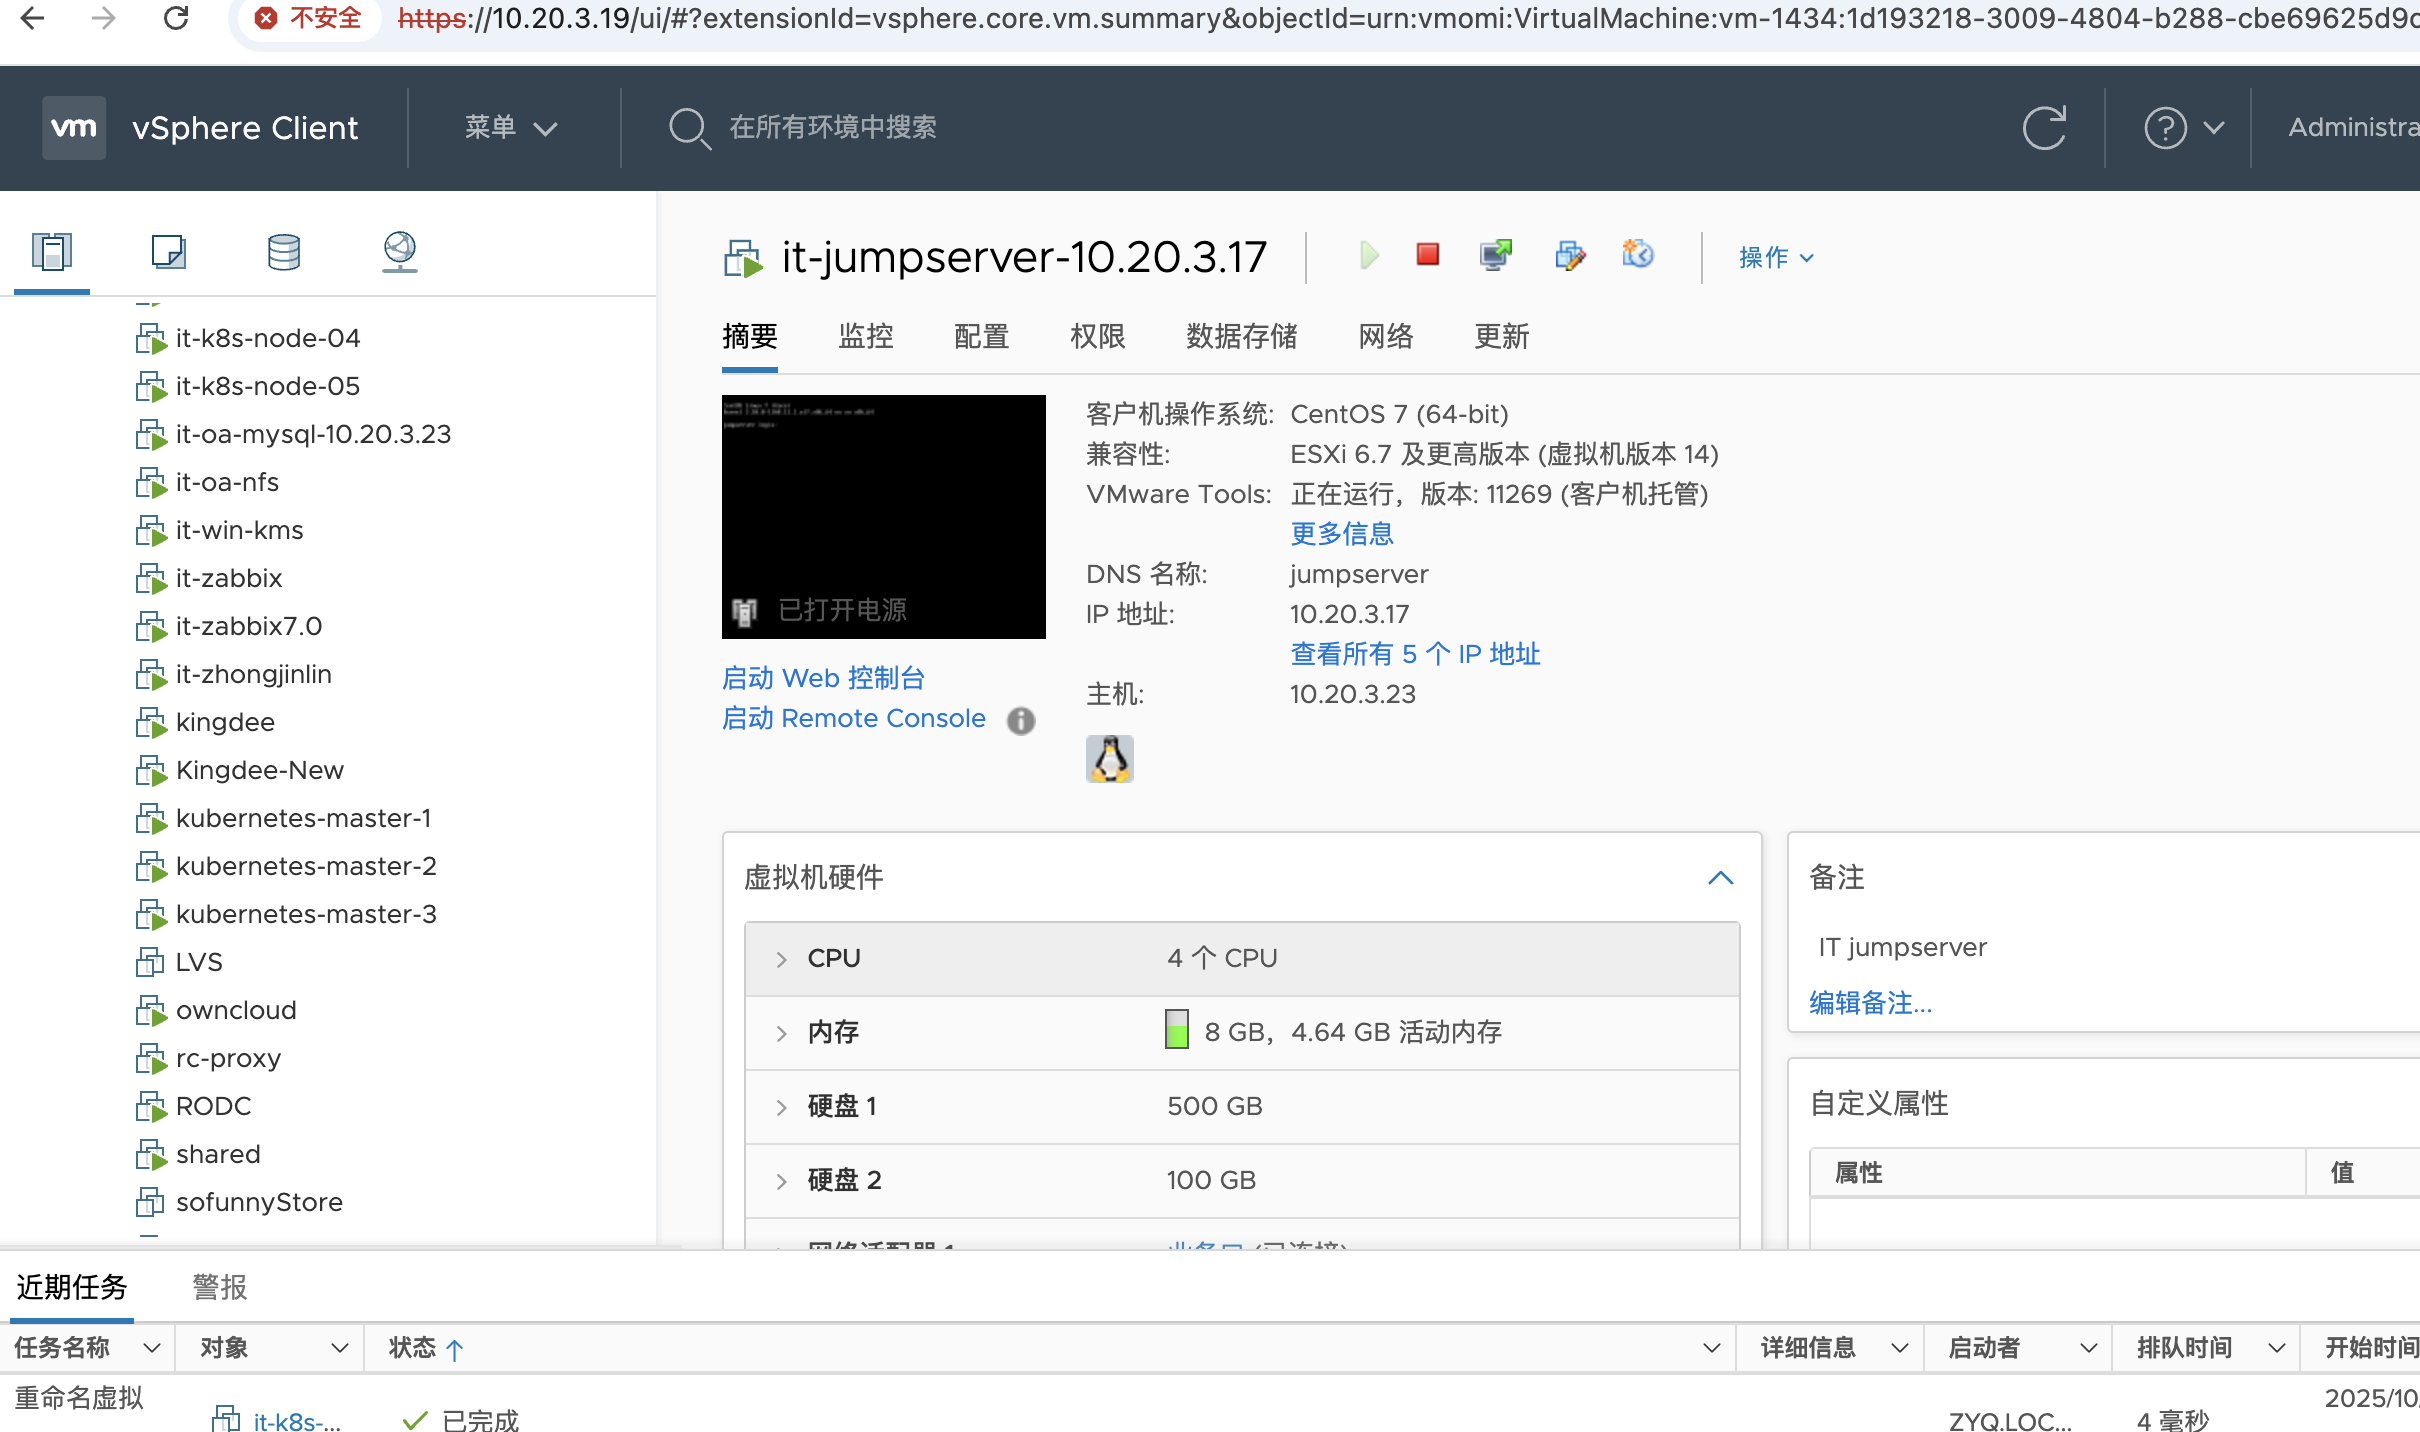 不安全 https://10.20.3.19/ui/#?extensionId=vsphere.core.vm.summary&objectId=urn:vmomi:VirtualMachine:vm-1434:1d193218-3009-4804-b288-cbe69625d9c
vm vSphere Client 菜单 在所有环境中搜索 Administra
it-k8s-node-04
it-k8s-node-05
it-oa-mysql-10.20.3.23
it-oa-nfs
it-win-kms
it-zabbix
it-zabbix7.0
it-zhongjinlin
kingdee
Kingdee-New
kubernetes-master-1
kubernetes-master-2
kubernetes-master-3
LVS
owncloud
rc-proxy
RODC
shared
sofunnyStore
it-jumpserver-10.20.3.17 操作
摘要 监控 配置 权限 数据存储 网络 更新
已打开电源
启动 Web 控制台
启动 Remote Console
客户机操作系统: CentOS 7 (64-bit)
兼容性: ESXi 6.7 及更高版本 (虚拟机版本 14)
VMware Tools: 正在运行，版本: 11269 (客户机托管)
更多信息
DNS 名称: jumpserver
IP 地址: 10.20.3.17
查看所有 5 个 IP 地址
主机: 10.20.3.23
虚拟机硬件
CPU 4 个 CPU
内存 8 GB，4.64 GB 活动内存
硬盘 1 500 GB
硬盘 2 100 GB
网络适配器 1 业务口 (已连接)
备注
IT jumpserver
编辑备注...
自定义属性
属性 值
近期任务 警报
任务名称 对象 状态 详细信息 启动者 排队时间 开始时间
重命名虚拟 it-k8s-... 已完成 ZYQ.LOC... 4 毫秒 2025/10